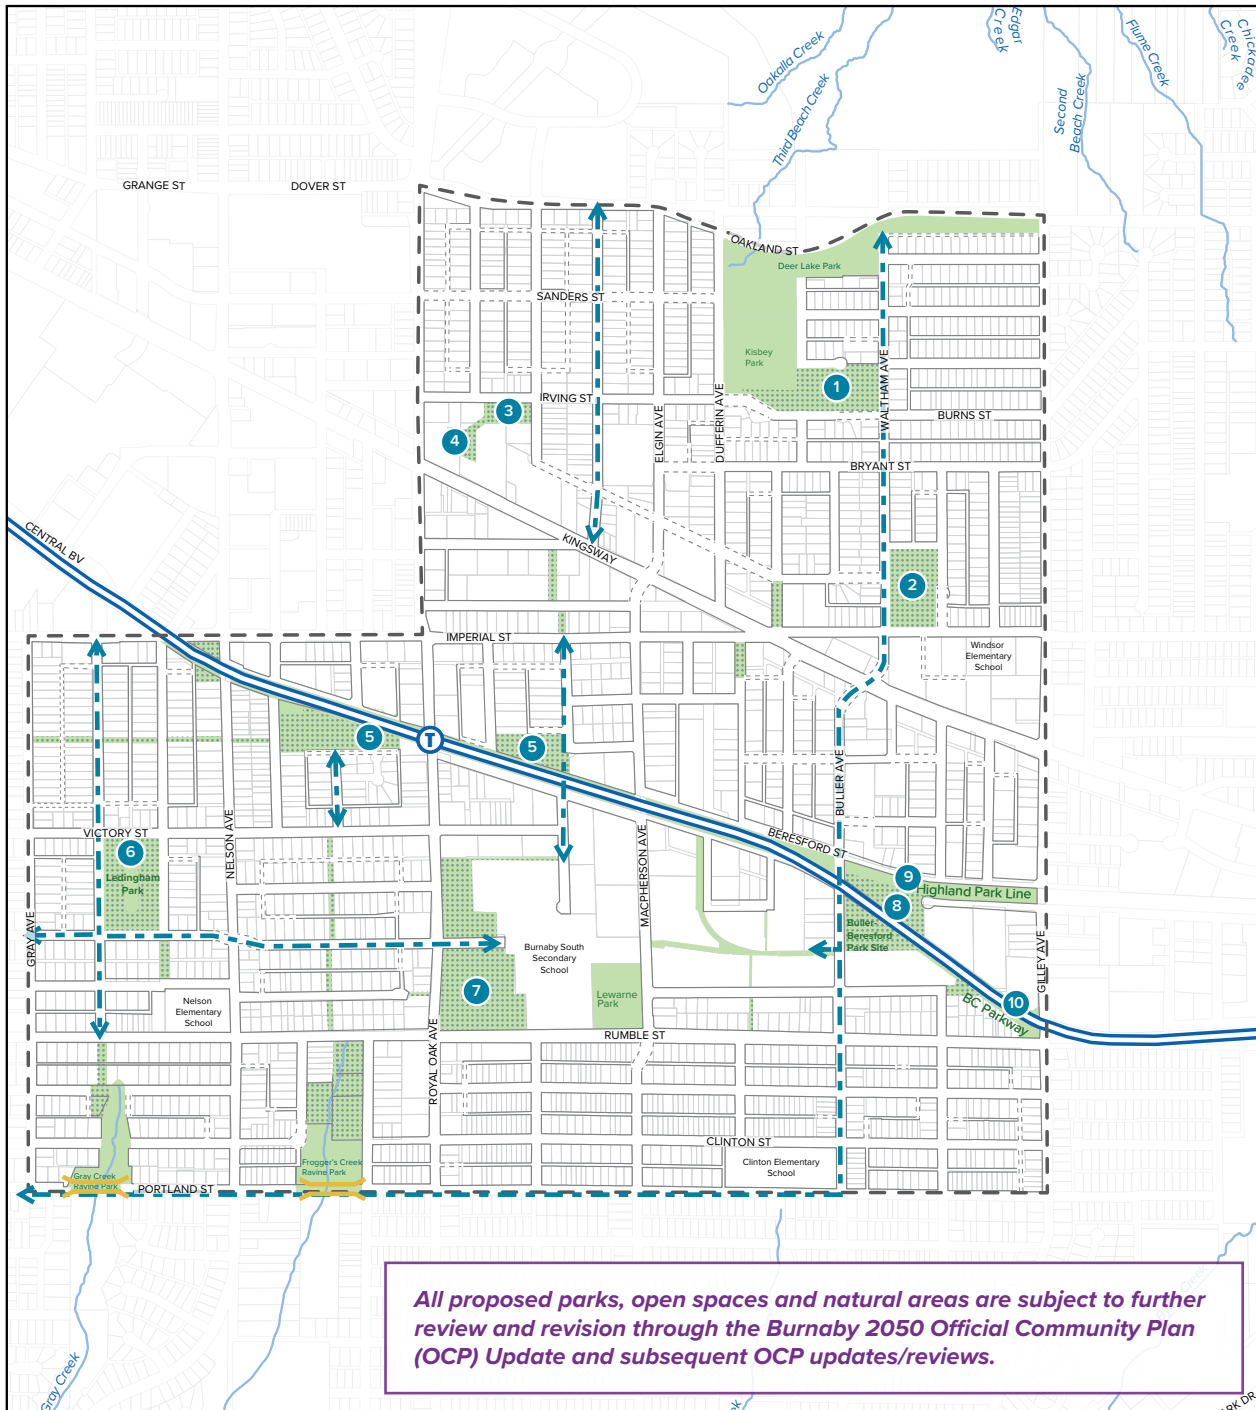 Oakalla Creek
Edgar
Creek
Flume Creek
Chickadee
Creek
Third Beach Creek
Second
Beach Creek
GRANGE ST
DOVER ST
OAKLAND ST
Deer Lake Park
SANDERS ST
Kisbey
Park
WALTHAM AVE
1
DUFFERIN AVE
IRVING ST
3
ELGIN AVE
BURNS ST
4
BRYANT ST
CENTRAL BV
KINGSWAY
2
IMPERIAL ST
Windsor
Elementary
School
5
T
5
BULLER AVE
NELSON AVE
VICTORY ST
BERESFORD ST
MACPHERSON AVE
6
Ledingham
Park
9
Highland Park Line
8
Buller-
Beresford
Park Site
GRAY AVE
Burnaby South
Secondary
School
GILLEY AVE
7
Lewarne
Park
Nelson
Elementary
School
10
BC Parkway
ROYAL OAK AVE
RUMBLE ST
CLINTON ST
Clinton Elementary
School
Frogger's Creek
Ravine Park
Gray Creek
Ravine Park
PORTLAND ST
All proposed parks, open spaces and natural areas are subject to further
review and revision through the Burnaby 2050 Official Community Plan
(OCP) Update and subsequent OCP updates/reviews.
Gray Creek